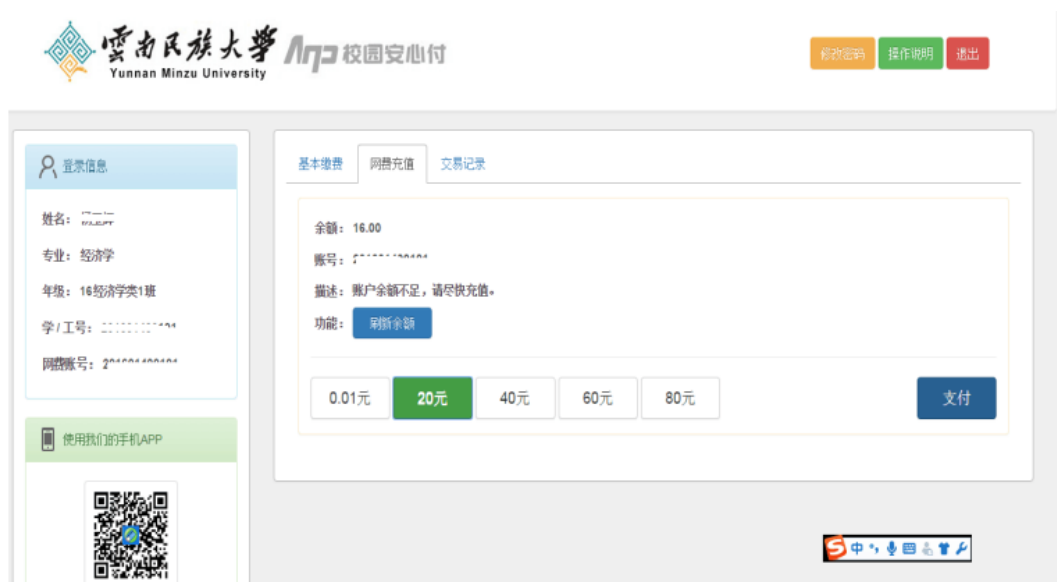 雲南民族大學
Yunnan Minzu University
校园安心付
修改密码 操作说明 退出
登录信息
姓名：
专业： 经济学
年级： 16经济学类1班
学/工号：
网费账号：
使用我们的手机APP
基本缴费 网费充值 交易记录
余额： 16.00
账号：
描述： 账户余额不足，请尽快充值。
功能： 刷新余额
0.01元 20元 40元 60元 80元 支付
中